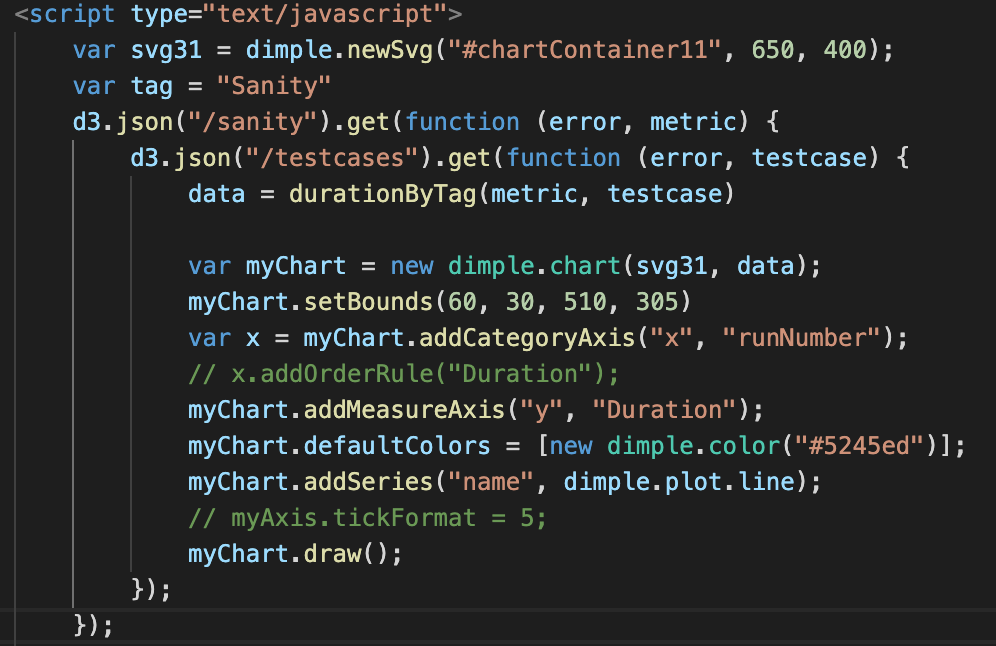 <script type="text/javascript">
var svg31 = dimple.newSvg("#chartContainer11", 650, 400);
var tag = "Sanity"
d3.json("/sanity").get(function (error, metric) {
d3.json("/testcases").get(function (error, testcase) {
data = durationByTag(metric, testcase)
var myChart = new dimple.chart(svg31, data);
myChart.setBounds(60, 30, 510, 305)
var x = myChart.addCategoryAxis("x", "runNumber");
// x.addOrderRule("Duration");
myChart.addMeasureAxis("y", "Duration");
myChart.defaultColors = [new dimple.color("#5245ed")];
myChart.addSeries("name", dimple.plot.line);
// myAxis.tickFormat = 5;
myChart.draw();
});
});